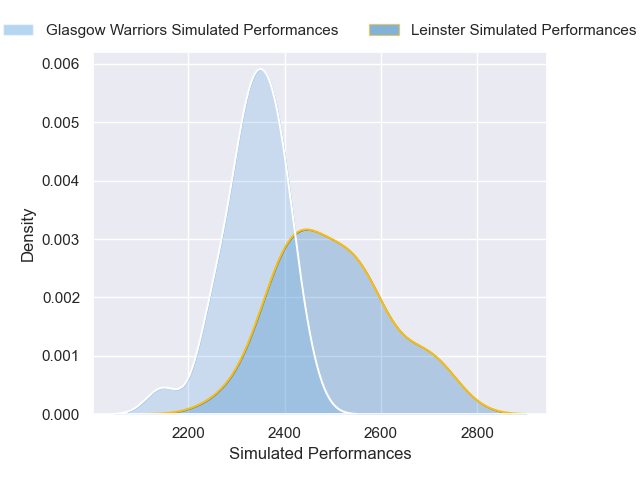 Glasgow Warriors Simulated Performances Leinster Simulated Performances
0.006
0.005
0.004
0.003
0.002
0.001
0.000
Density
2200 2400 2600 2800
Simulated Performances